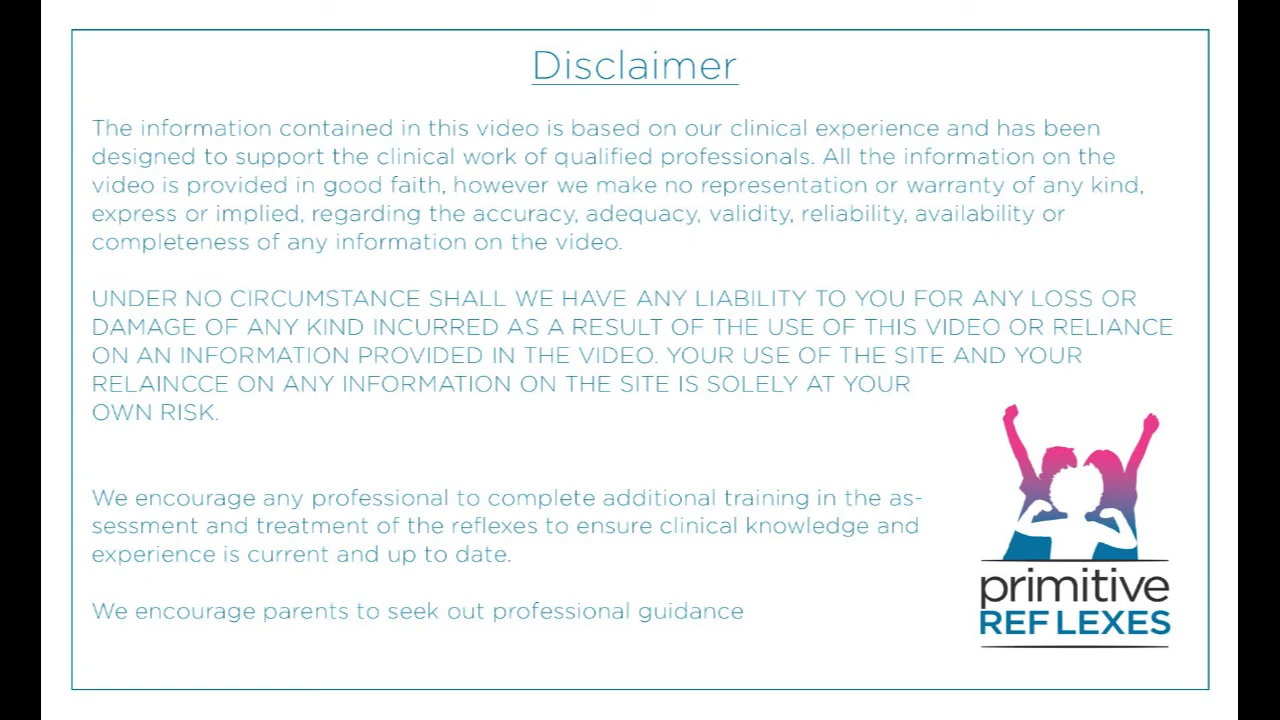 Disclaimer
The information contained in this video is based on our clinical experience and has been
designed to support the clinical work of qualified professionals. All the information on the
video is provided in good faith, however we make no representation or warranty of any kind,
express or implied, regarding the accuracy, adequacy, validity, reliability, availability or
completeness of any information on the video.
UNDER NO CIRCUMSTANCE SHALL WE HAVE ANY LIABILITY TO YOU FOR ANY LOSS OR
DAMAGE OF ANY KIND INCURRED AS A RESULT OF THE USE OF THIS VIDEO OR RELIANCE
ON AN INFORMATION PROVIDED IN THE VIDEO. YOUR USE OF THE SITE AND YOUR
RELAINCCE ON ANY INFORMATION ON THE SITE IS SOLELY AT YOUR
OWN RISK.
We encourage any professional to complete additional training in the as-
sessment and treatment of the reflexes to ensure clinical knowledge and
experience is current and up to date.
We encourage parents to seek out professional guidance
primitive
REFLEXES